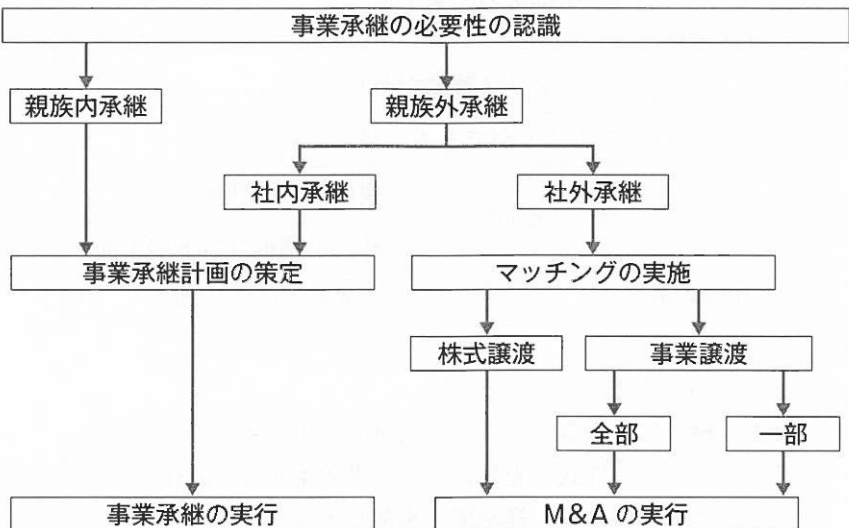 事業承継の必要性の認識
親族内承継
親族外承継
社内承継
社外承継
事業承継計画の策定
マッチングの実施
株式譲渡
事業譲渡
全部
一部
事業承継の実行
M&Aの実行